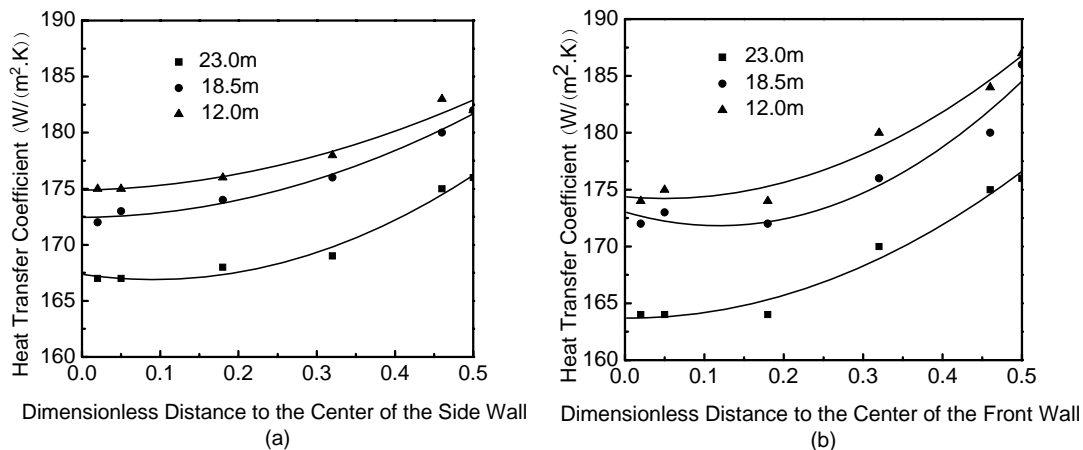 Heat Transfer Coefficient (W/(m².K))
190
185
180
175
170
165
160
23.0m
18.5m
12.0m
0.0 0.1 0.2 0.3 0.4 0.5
Dimensionless Distance to the Center of the Side Wall
(a)
Heat Transfer Coefficient (W/(m².K))
190
185
180
175
170
165
160
23.0m
18.5m
12.0m
0.0 0.1 0.2 0.3 0.4 0.5
Dimensionless Distance to the Center of the Front Wall
(b)